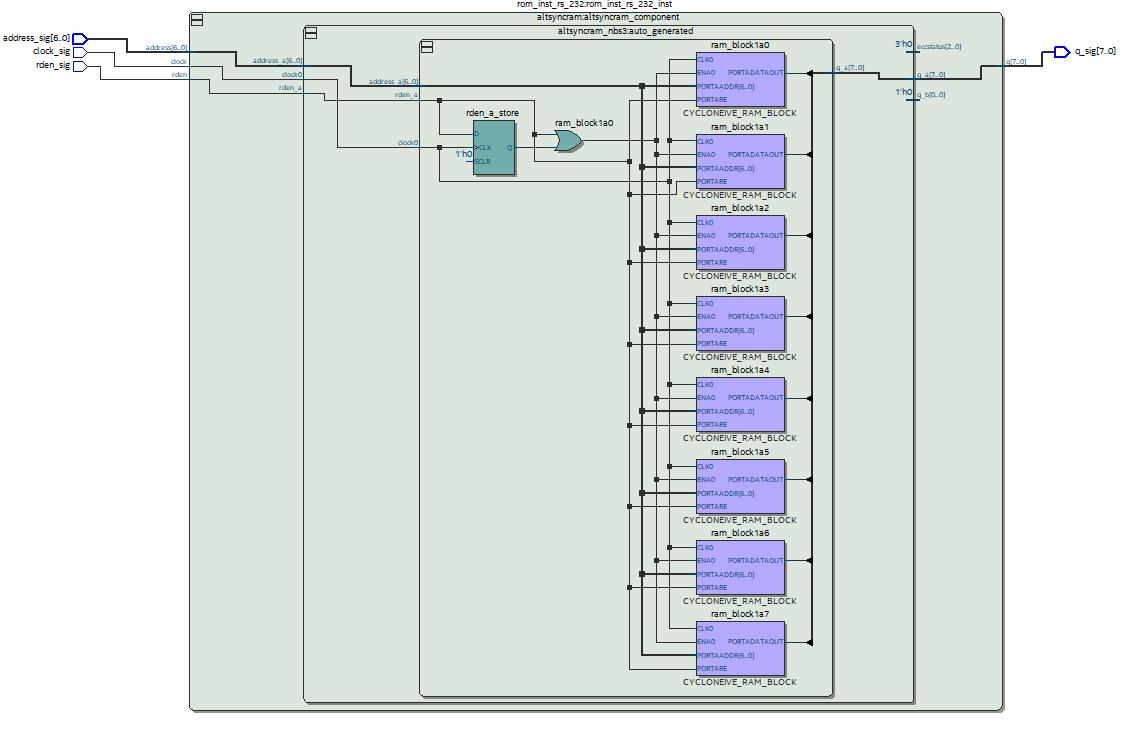 rom_inst_rs_232:rom_inst_rs_232_inst
altsyncram:altsyncram_component
altsyncram_nbs3:auto_generated
address_sig[6..0]
clock_sig
rden_sig
address[6..0]
clock
rden
address_a[6..0]
clock0
rden_a
address_a[6..0]
rden_a
clock0
rden_a_store
D
CLK
Q
1'h0
SCLR
ram_block1a0
ram_block1a0
CLK0
ENA0
PORTADATAOUT
PORTAADDR[6..0]
PORTARE
CYCLONEIVE_RAM_BLOCK
ram_block1a1
CLK0
ENA0
PORTADATAOUT
PORTAADDR[6..0]
PORTARE
CYCLONEIVE_RAM_BLOCK
ram_block1a2
CLK0
ENA0
PORTADATAOUT
PORTAADDR[6..0]
PORTARE
CYCLONEIVE_RAM_BLOCK
ram_block1a3
CLK0
ENA0
PORTADATAOUT
PORTAADDR[6..0]
PORTARE
CYCLONEIVE_RAM_BLOCK
ram_block1a4
CLK0
ENA0
PORTADATAOUT
PORTAADDR[6..0]
PORTARE
CYCLONEIVE_RAM_BLOCK
ram_block1a5
CLK0
ENA0
PORTADATAOUT
PORTAADDR[6..0]
PORTARE
CYCLONEIVE_RAM_BLOCK
ram_block1a6
CLK0
ENA0
PORTADATAOUT
PORTAADDR[6..0]
PORTARE
CYCLONEIVE_RAM_BLOCK
ram_block1a7
CLK0
ENA0
PORTADATAOUT
PORTAADDR[6..0]
PORTARE
CYCLONEIVE_RAM_BLOCK
q_a[7..0]
3'h0
eccstatus[2..0]
q_a[7..0]
1'h0
q_b[0..0]
q[7..0]
q_sig[7..0]